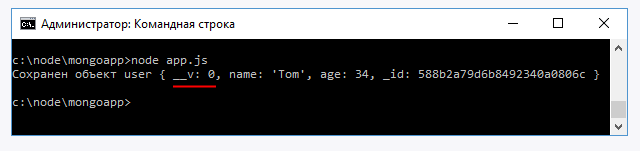 Администратор: Командная строка
c:\node\mongoapp>node app.js
Сохранен объект user { __v: 0, name: 'Tom', age: 34, _id: 588b2a79d6b8492340a0806c }
c:\node\mongoapp>